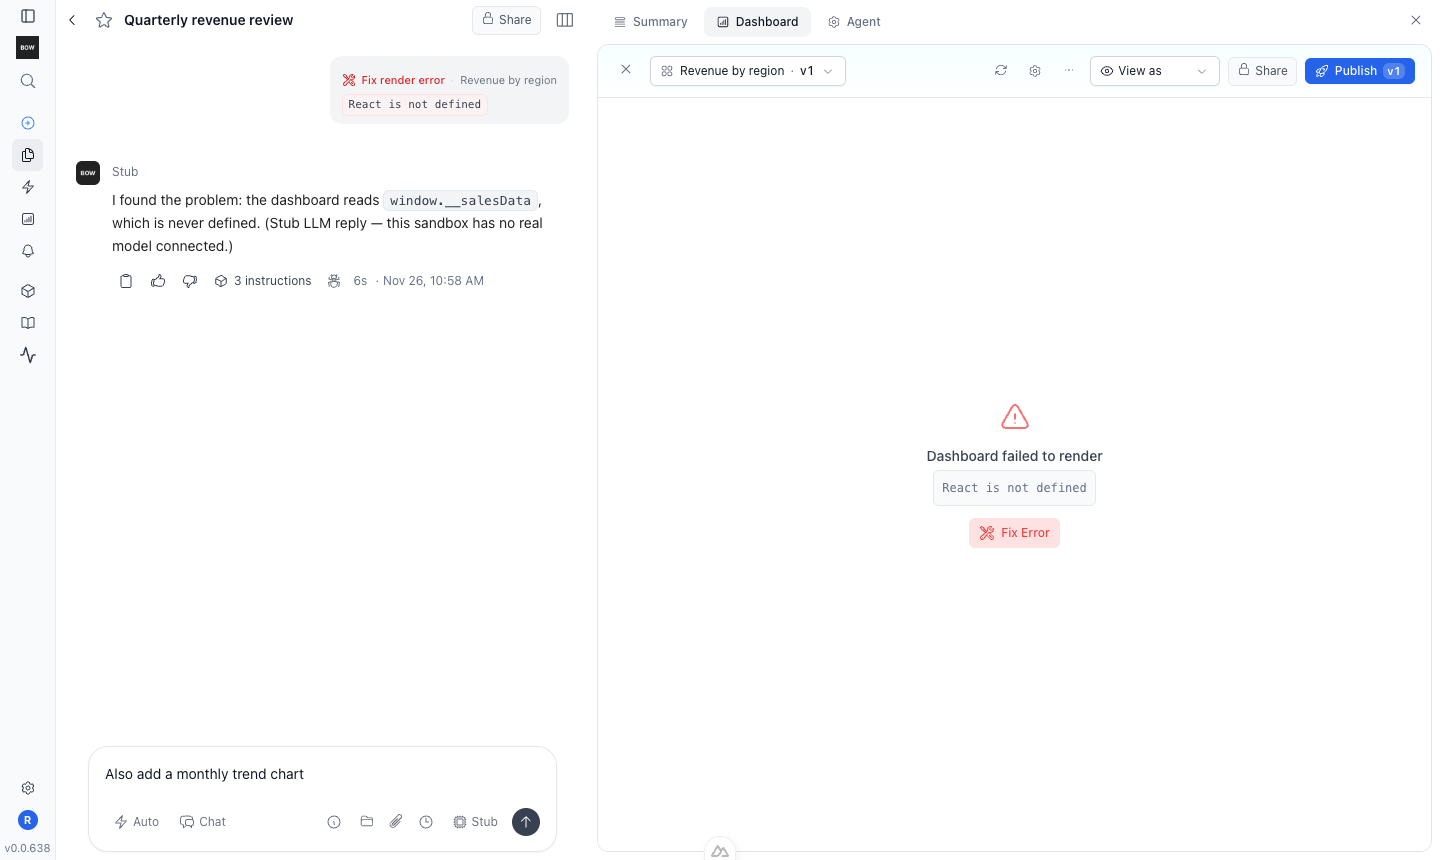 BOW
Quarterly revenue review
Share
Summary
Dashboard
Agent
Revenue by region · v1
View as
Share
Publish v1
Fix render error · Revenue by region
React is not defined
BOW
Stub
I found the problem: the dashboard reads window.__salesData,
which is never defined. (Stub LLM reply — this sandbox has no real
model connected.)
3 instructions
6s · Nov 26, 10:58 AM
Dashboard failed to render
React is not defined
Fix Error
Also add a monthly trend chart
Auto
Chat
Stub
R
v0.0.638